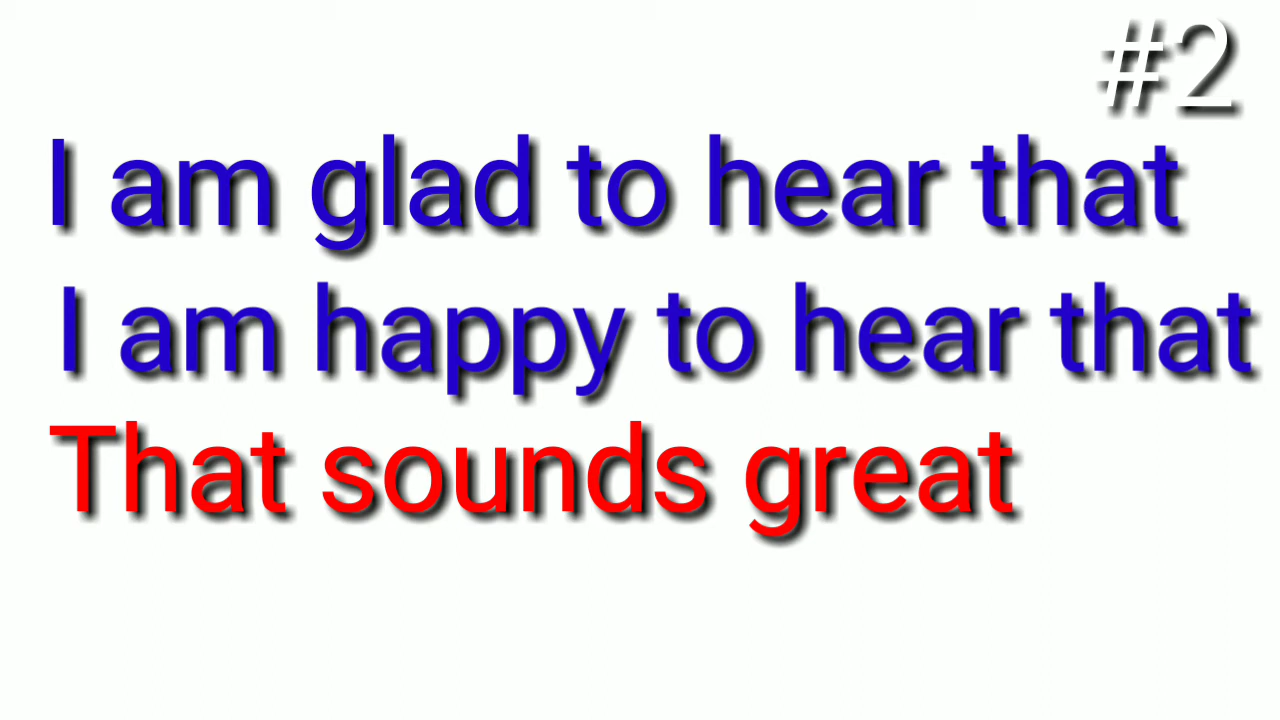 #2
I am glad to hear that
I am happy to hear that
That sounds great